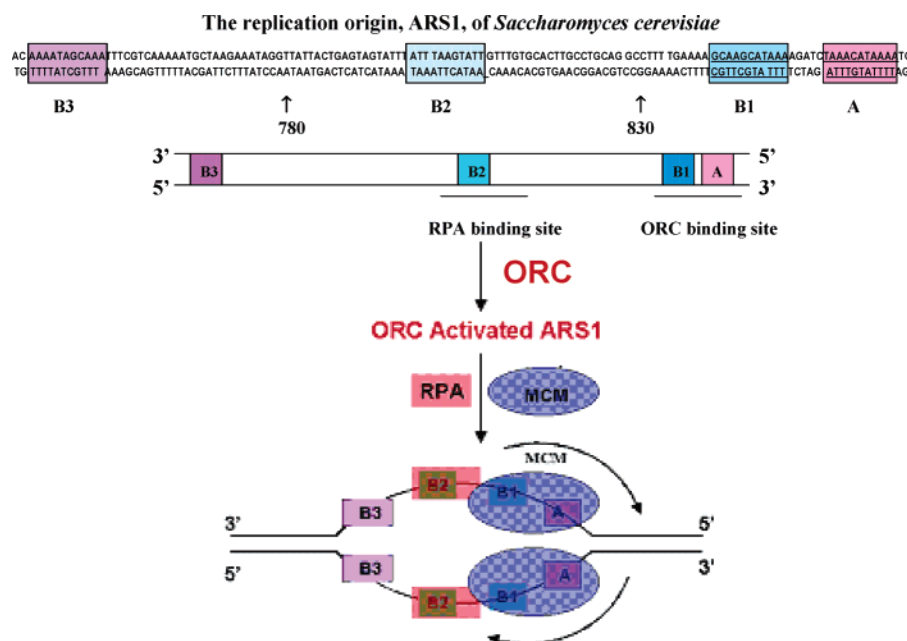 The replication origin, ARS1, of Saccharomyces cerevisiae
ACAAAATAGCAAATTTCGTCAAAAATGCTAAGAAATAGGTTATTACTGAGTAGTATTTATTTAAGTATTGTTTGTGCACTTGCCTGCAGGCCTTTTGAAAAGCAAGCATAAAAGATCTAAACATAAAATC
TGTTTTATCGTTTAAAGCAGTTTTTACGATTCTTTATCCAATAATGACTCATCATAAATAAATTCATAACAAACACGTGAACGGACGTCCGGAAAACTTTTCGTTCGTATTTTCTAGATTTGTATTTTAG
B3 B2 B1 A
↑ ↑
780 830
3' 5'
B3 B2 B1 A
5' 3'
RPA binding site ORC binding site
ORC
ORC Activated ARS1
RPA MCM
MCM
B2 B1
B3 A
3' 5'
5' B3 A 3'
B2 B1